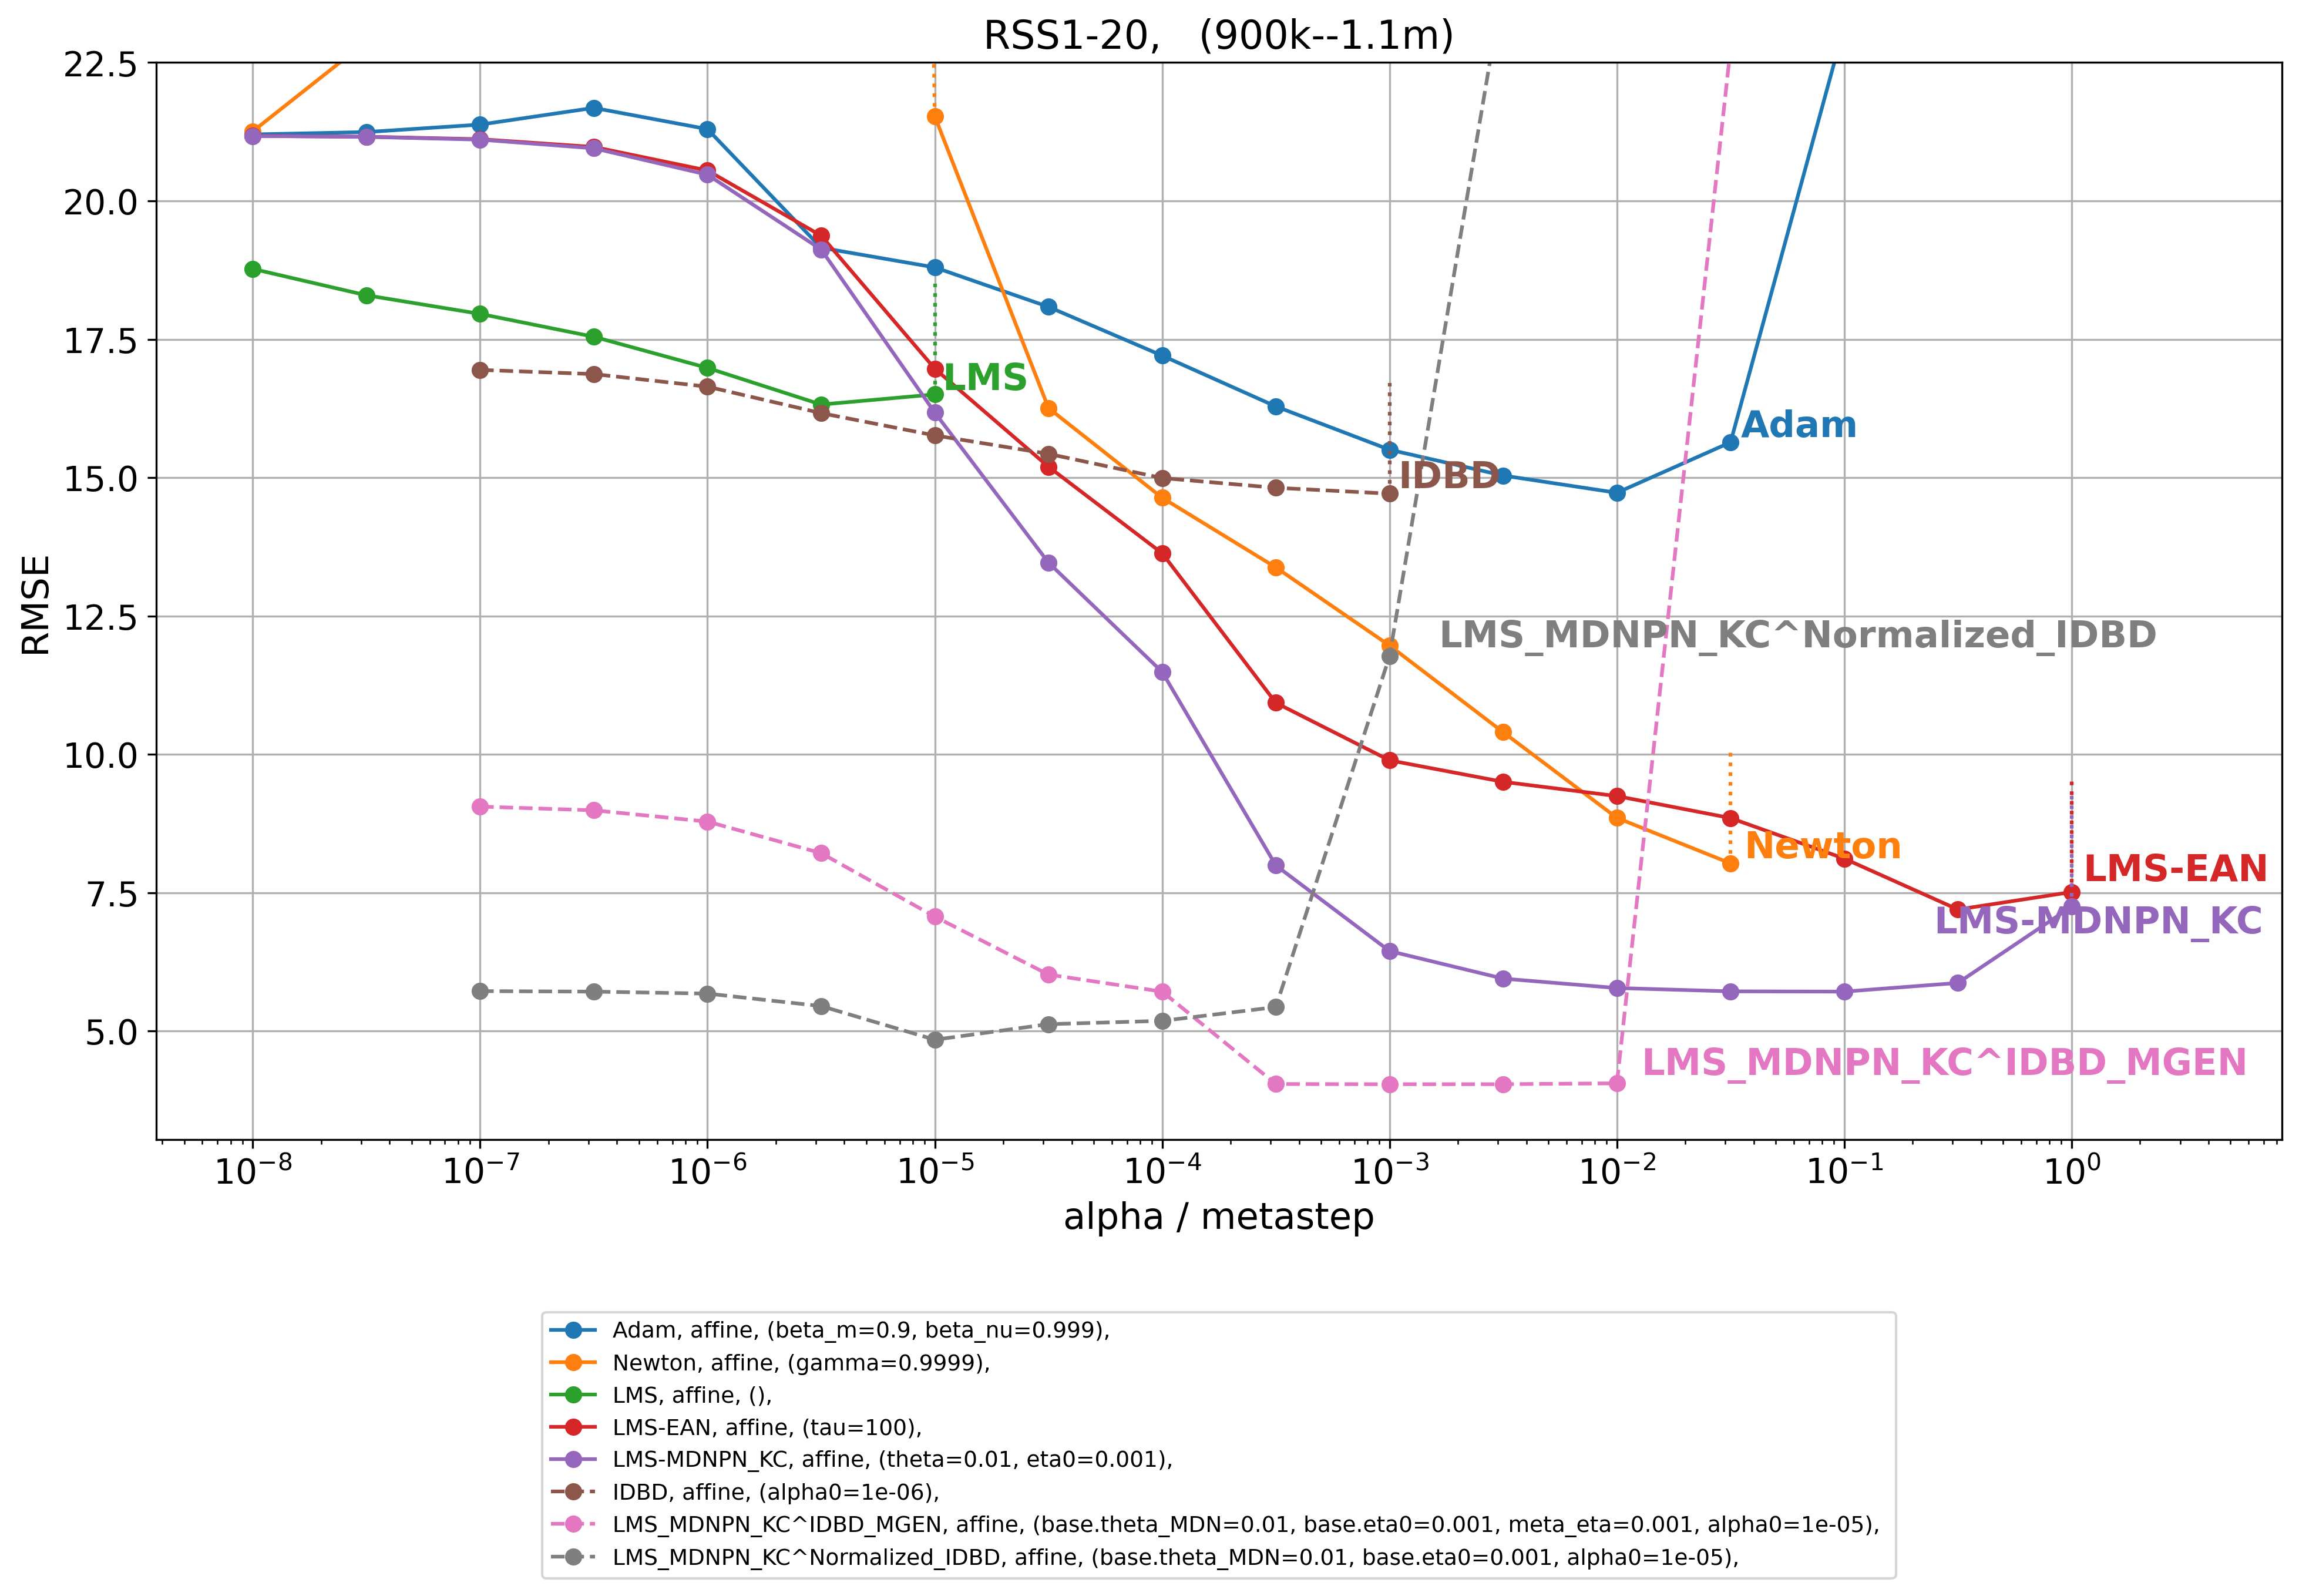 RSS1-20,   (900k--1.1m)
22.5
20.0
17.5
15.0
12.5
10.0
7.5
5.0
RMSE
LMS
Adam
IDBD
LMS_MDNPN_KC^Normalized_IDBD
Newton
LMS-EAN
LMS-MDNPN_KC
LMS_MDNPN_KC^IDBD_MGEN
10⁻⁸ 10⁻⁷ 10⁻⁶ 10⁻⁵ 10⁻⁴ 10⁻³ 10⁻² 10⁻¹ 10⁰
alpha / metastep
Adam, affine, (beta_m=0.9, beta_nu=0.999),
Newton, affine, (gamma=0.9999),
LMS, affine, (),
LMS-EAN, affine, (tau=100),
LMS-MDNPN_KC, affine, (theta=0.01, eta0=0.001),
IDBD, affine, (alpha0=1e-06),
LMS_MDNPN_KC^IDBD_MGEN, affine, (base.theta_MDN=0.01, base.eta0=0.001, meta_eta=0.001, alpha0=1e-05),
LMS_MDNPN_KC^Normalized_IDBD, affine, (base.theta_MDN=0.01, base.eta0=0.001, alpha0=1e-05),